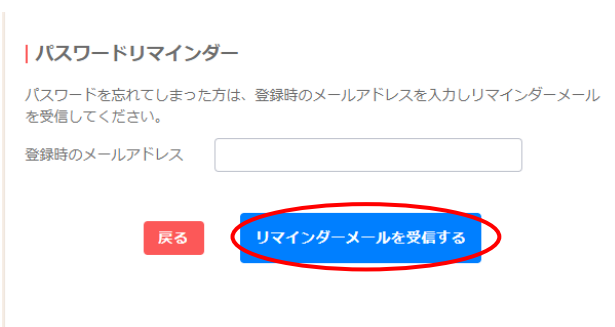 パスワードリマインダー
パスワードを忘れてしまった方は、登録時のメールアドレスを入力しリマインダーメール
を受信してください。
登録時のメールアドレス
戻る
リマインダーメールを受信する